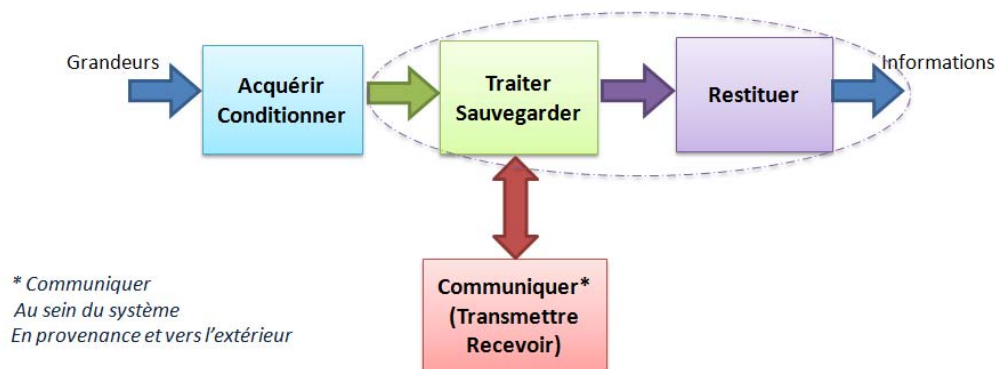 Grandeurs
Acquérir
Conditionner
Traiter
Sauvegarder
Restituer
Informations
Communiquer*
(Transmettre
Recevoir)
* Communiquer
Au sein du système
En provenance et vers l'extérieur